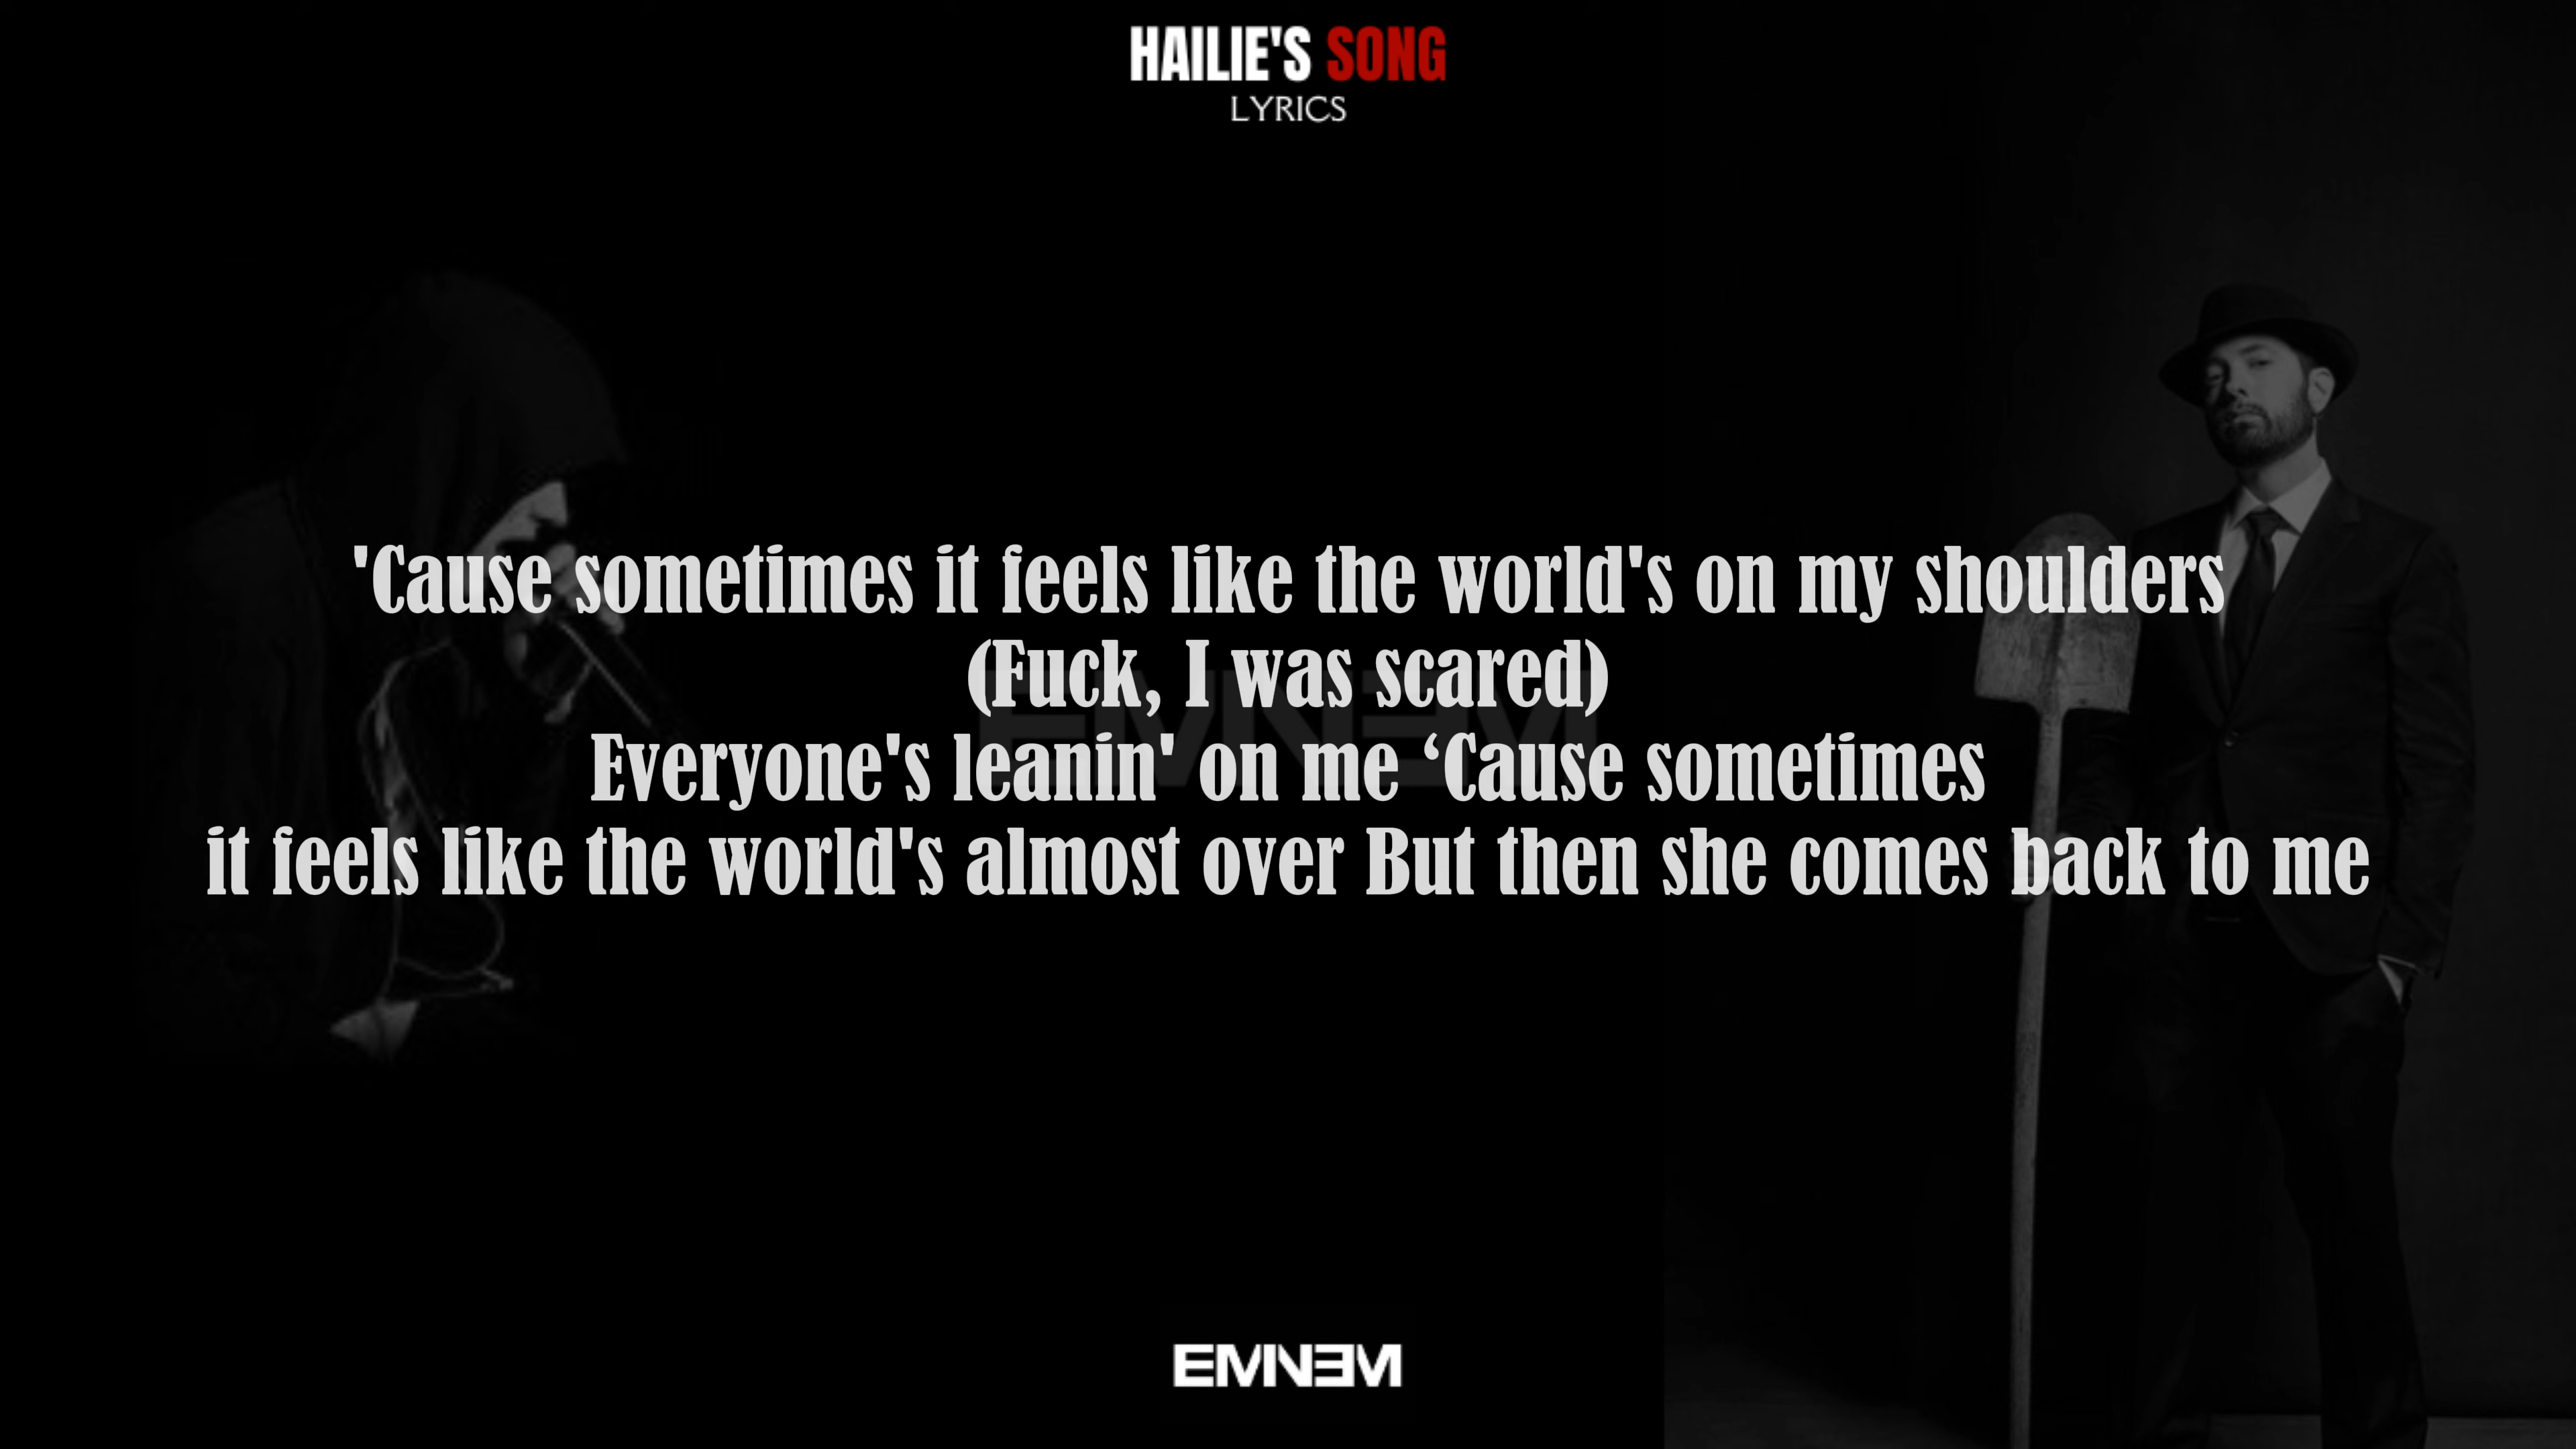 HAILIE'S SONG
LYRICS
'Cause sometimes it feels like the world's on my shoulders
(Fuck, I was scared)
EMINEM
Everyone's leanin' on me ‘Cause sometimes
it feels like the world's almost over But then she comes back to me
EMINEM